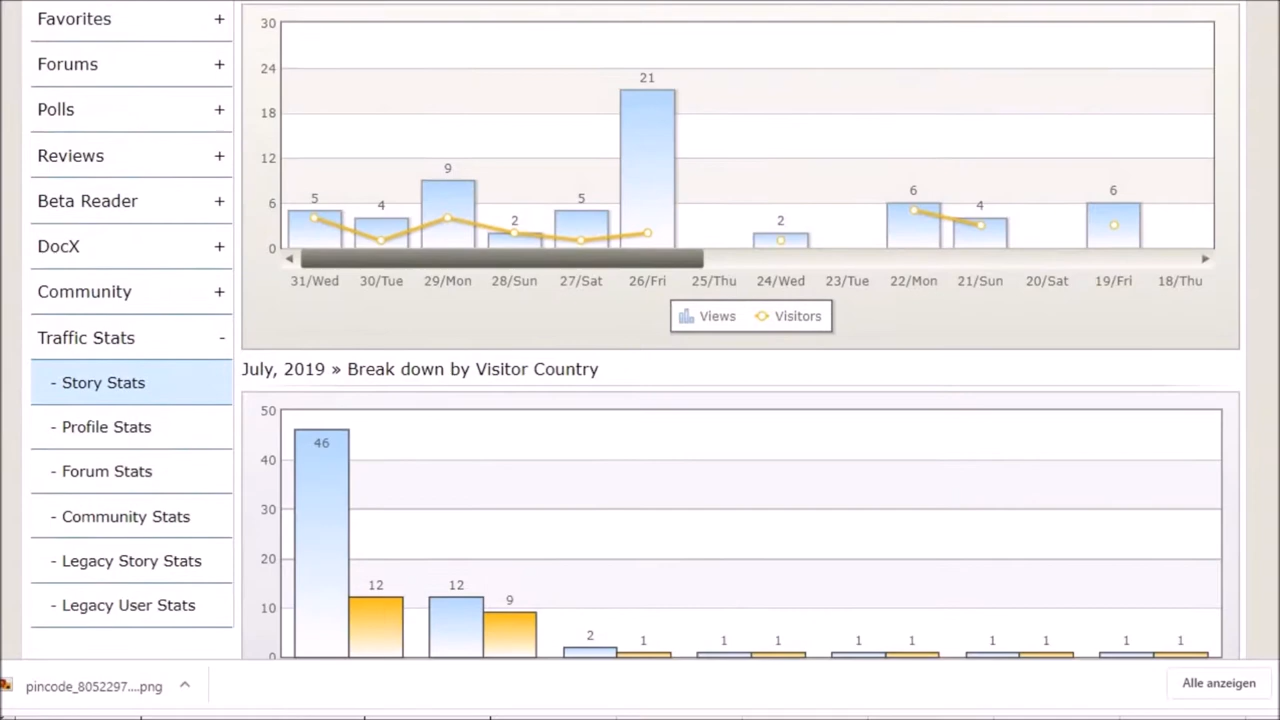 Favorites +
Forums +
Polls +
Reviews +
Beta Reader +
DocX +
Community +
Traffic Stats -
- Story Stats
- Profile Stats
- Forum Stats
- Community Stats
- Legacy Story Stats
- Legacy User Stats
30
24
18
12
6
0
5 4 9 2 5 21 2 6 4 6
31/Wed 30/Tue 29/Mon 28/Sun 27/Sat 26/Fri 25/Thu 24/Wed 23/Tue 22/Mon 21/Sun 20/Sat 19/Fri 18/Thu
Views Visitors
July, 2019 » Break down by Visitor Country
50
40
30
20
10
0
46 12 12 9 2 1 1 1 1 1 1 1 1 1
pincode_8052297....png
Alle anzeigen